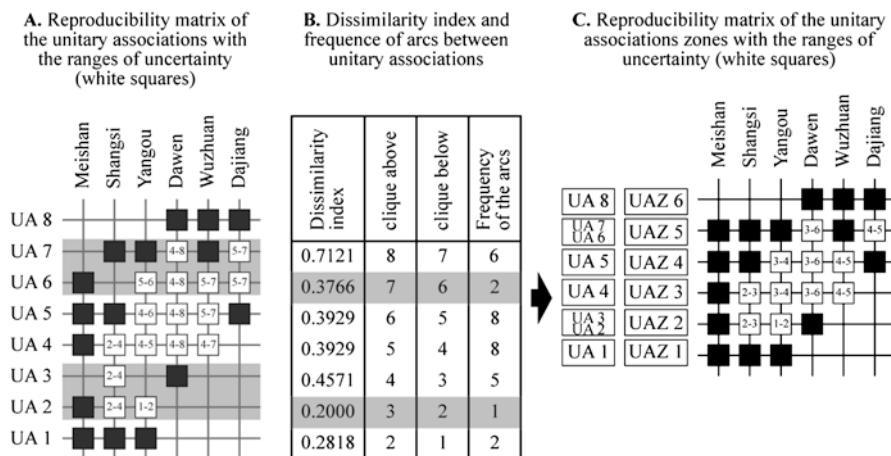 A. Reproducibility matrix of
the unitary associations with
the ranges of uncertainty
(white squares)
Meishan
Shangsi
Yangou
Dawen
Wuzhuan
Dajiang
UA 8
UA 7 4-8 5-7
UA 6 5-6 4-8 5-7 5-7
UA 5 4-6 4-8 5-7
UA 4 2-4 4-5 4-8 4-7
UA 3 2-4
UA 2 2-4 1-2
UA 1
B. Dissimilarity index and
frequence of arcs between
unitary associations
Dissimilarity
index
clique above
clique below
Frequency
of the arcs
0.7121 8 7 6
0.3766 7 6 2
0.3929 6 5 8
0.3929 5 4 8
0.4571 4 3 5
0.2000 3 2 1
0.2818 2 1 2
C. Reproducibility matrix of the unitary
associations zones with the ranges of
uncertainty (white squares)
Meishan
Shangsi
Yangou
Dawen
Wuzhuan
Dajiang
UA 8 UAZ 6
UA 7
UA 6 UAZ 5 3-6 4-5
UA 5 UAZ 4 3-4 3-6 4-5
UA 4 UAZ 3 2-3 3-4 3-6 4-5
UA 3
UA 2 UAZ 2 2-3 1-2
UA 1 UAZ 1